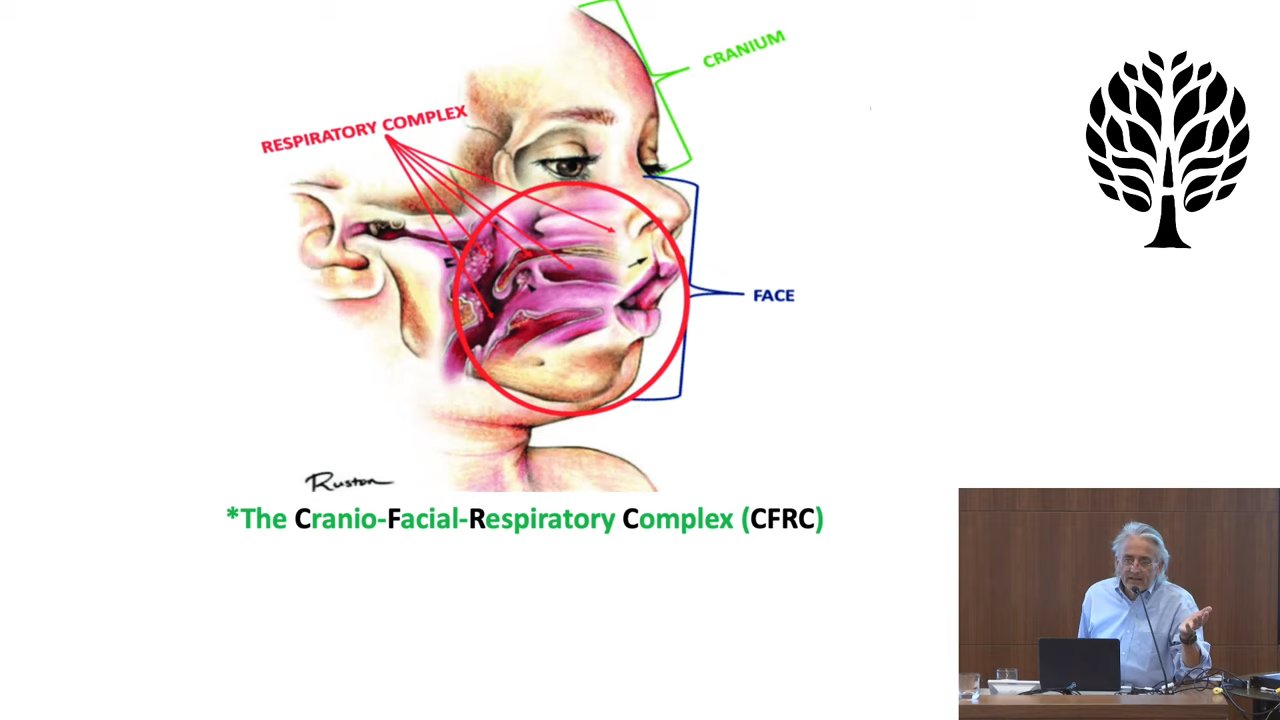 CRANIUM
RESPIRATORY COMPLEX
FACE
Ruston
*The Cranio-Facial-Respiratory Complex (CFRC)